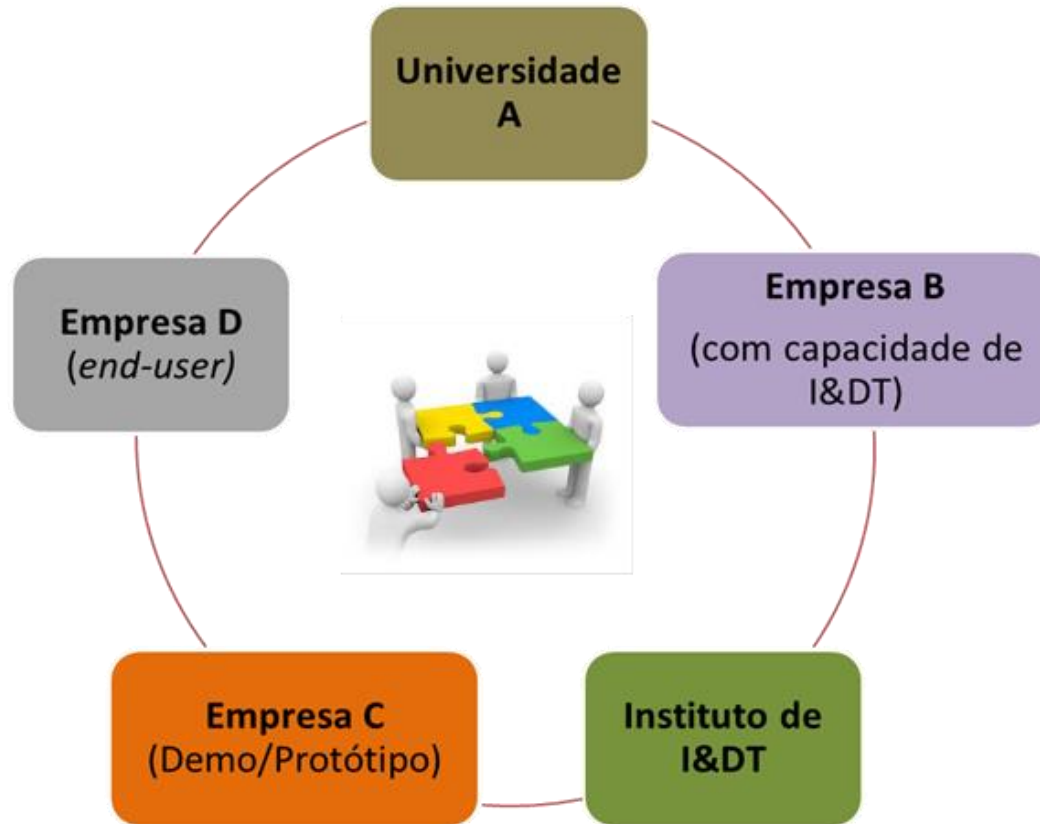 Universidade
A
Empresa B
(com capacidade de
I&DT)
Instituto de
I&DT
Empresa C
(Demo/Protótipo)
Empresa D
(end-user)